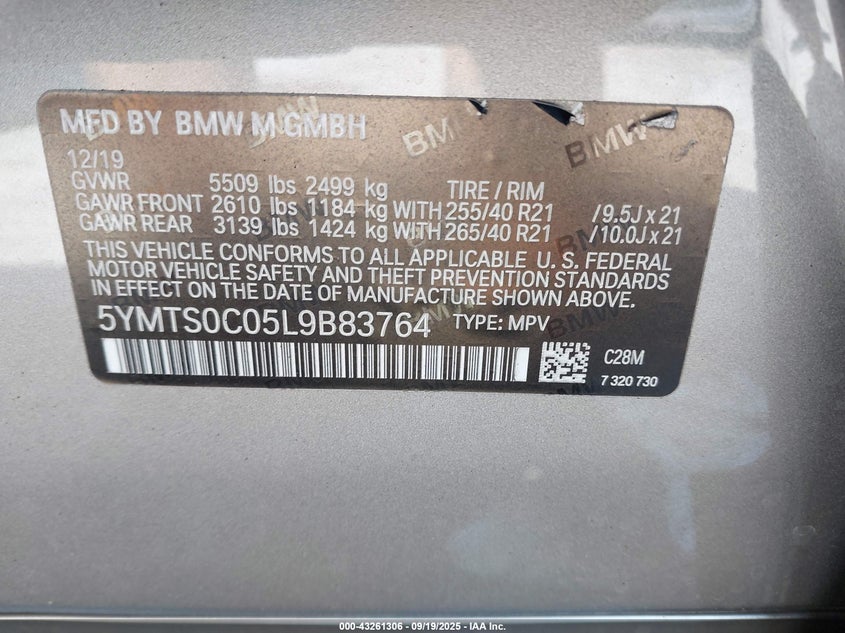 MFD BY BMW M GMBH
12/19
GVWR 5509 lbs 2499 kg TIRE / RIM
GAWR FRONT 2610 lbs 1184 kg WITH 255/40 R21 /9.5J x 21
GAWR REAR 3139 lbs 1424 kg WITH 265/40 R21 /10.0J x 21
THIS VEHICLE CONFORMS TO ALL APPLICABLE U. S. FEDERAL
MOTOR VEHICLE SAFETY AND THEFT PREVENTION STANDARDS
IN EFFECT ON THE DATE OF MANUFACTURE SHOWN ABOVE.
5YMTS0C05L9B83764 TYPE: MPV
C28M
7 320 730
BMW
BMW
000-43261306 - 09/19/2025 - IAA Inc.